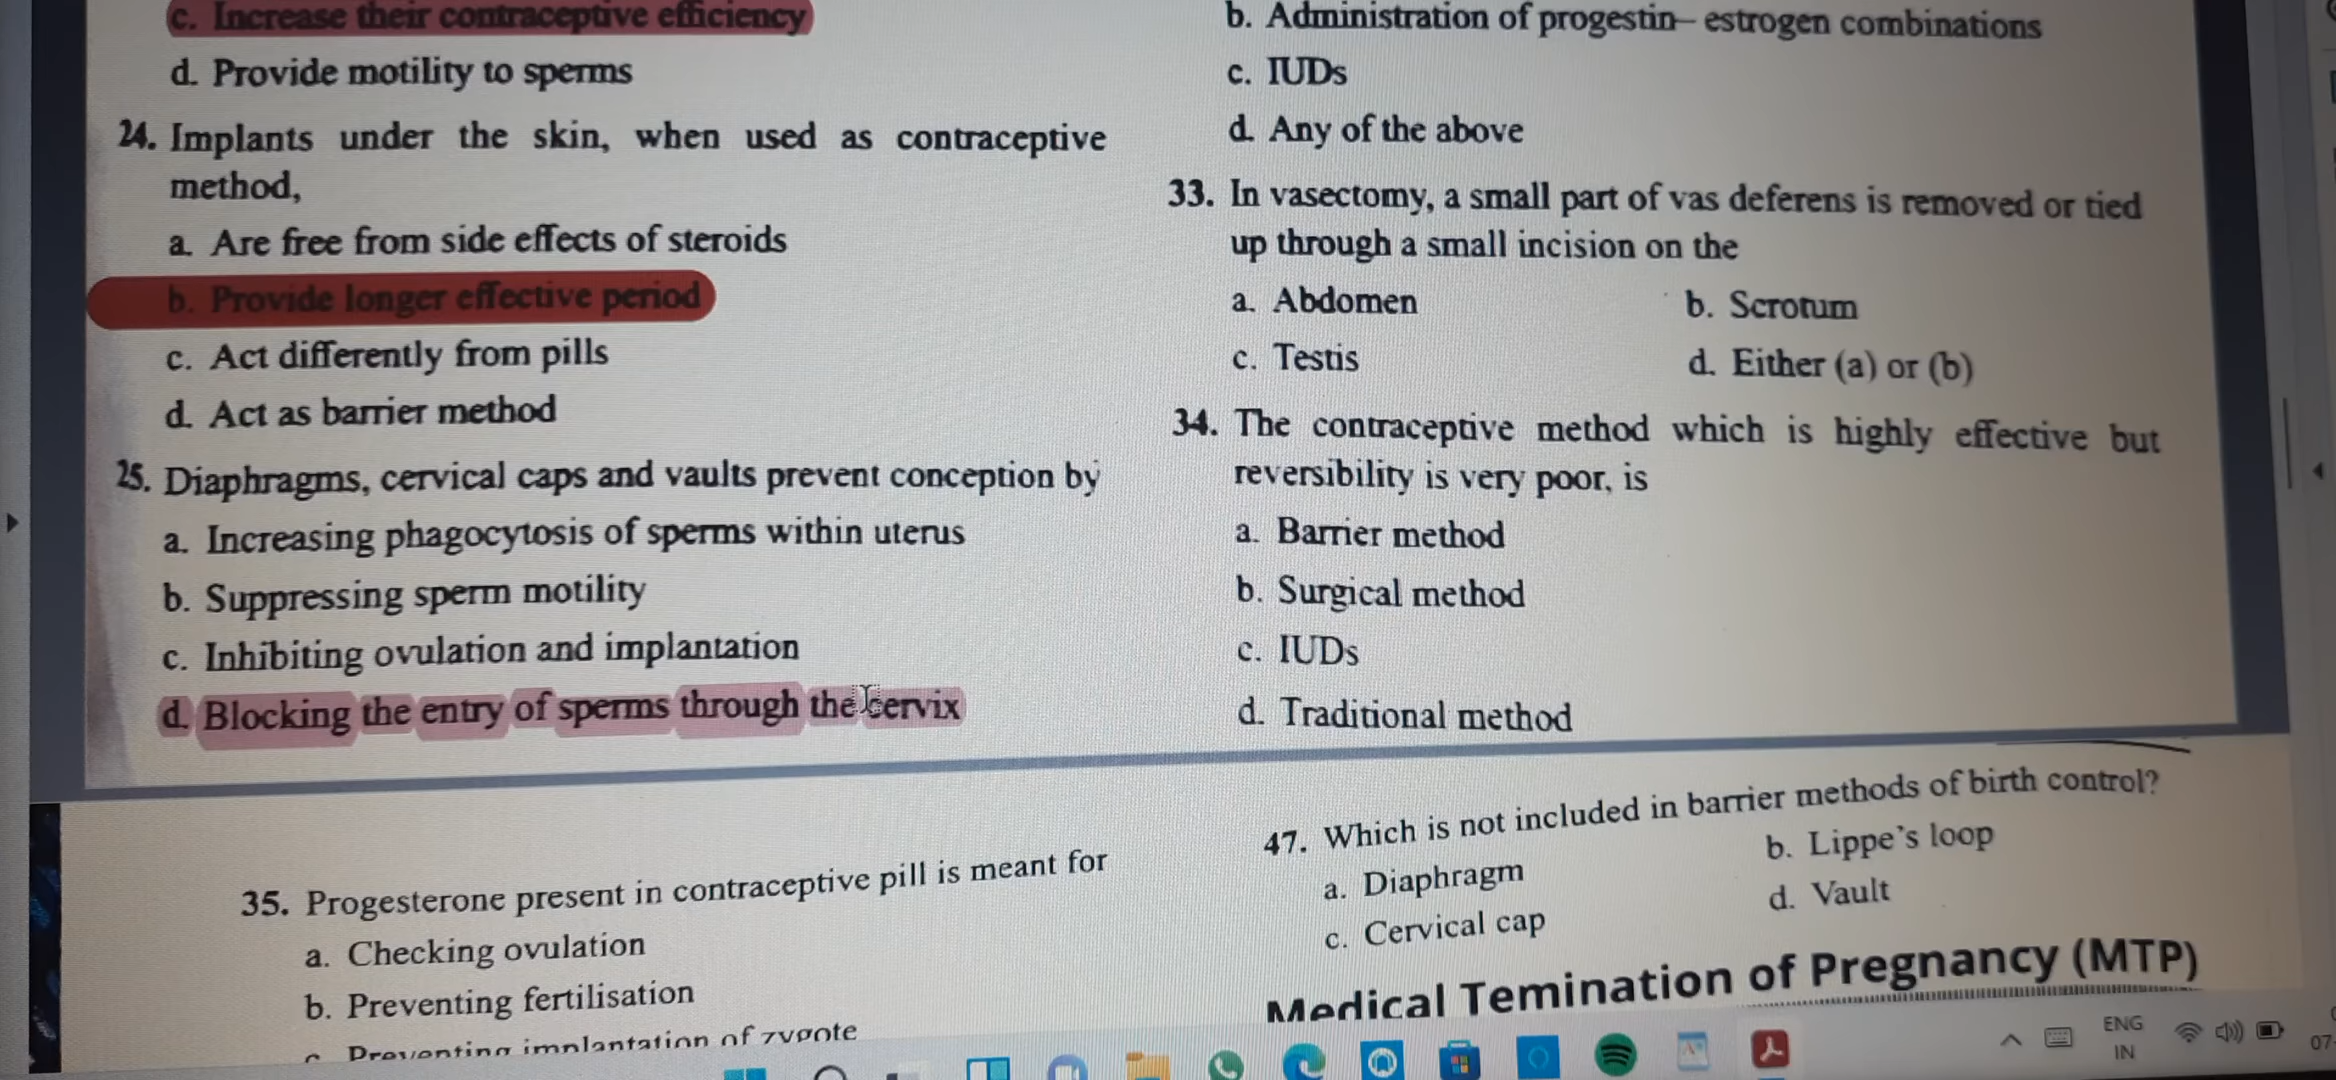 c. Increase their contraceptive efficiency
d. Provide motility to sperms
24. Implants under the skin, when used as contraceptive
method,
a. Are free from side effects of steroids
b. Provide longer effective period
c. Act differently from pills
d. Act as barrier method
25. Diaphragms, cervical caps and vaults prevent conception by
a. Increasing phagocytosis of sperms within uterus
b. Suppressing sperm motility
c. Inhibiting ovulation and implantation
d. Blocking the entry of sperms through the cervix
b. Administration of progestin– estrogen combinations
c. IUDs
d. Any of the above
33. In vasectomy, a small part of vas deferens is removed or tied
up through a small incision on the
a. Abdomen
b. Scrotum
c. Testis
d. Either (a) or (b)
34. The contraceptive method which is highly effective but
reversibility is very poor, is
a. Barrier method
b. Surgical method
c. IUDs
d. Traditional method
35. Progesterone present in contraceptive pill is meant for
a. Checking ovulation
b. Preventing fertilisation
c. Preventing implantation of zygote
47. Which is not included in barrier methods of birth control?
a. Diaphragm
b. Lippe's loop
c. Cervical cap
d. Vault
Medical Temination of Pregnancy (MTP)
ENG
IN
07-